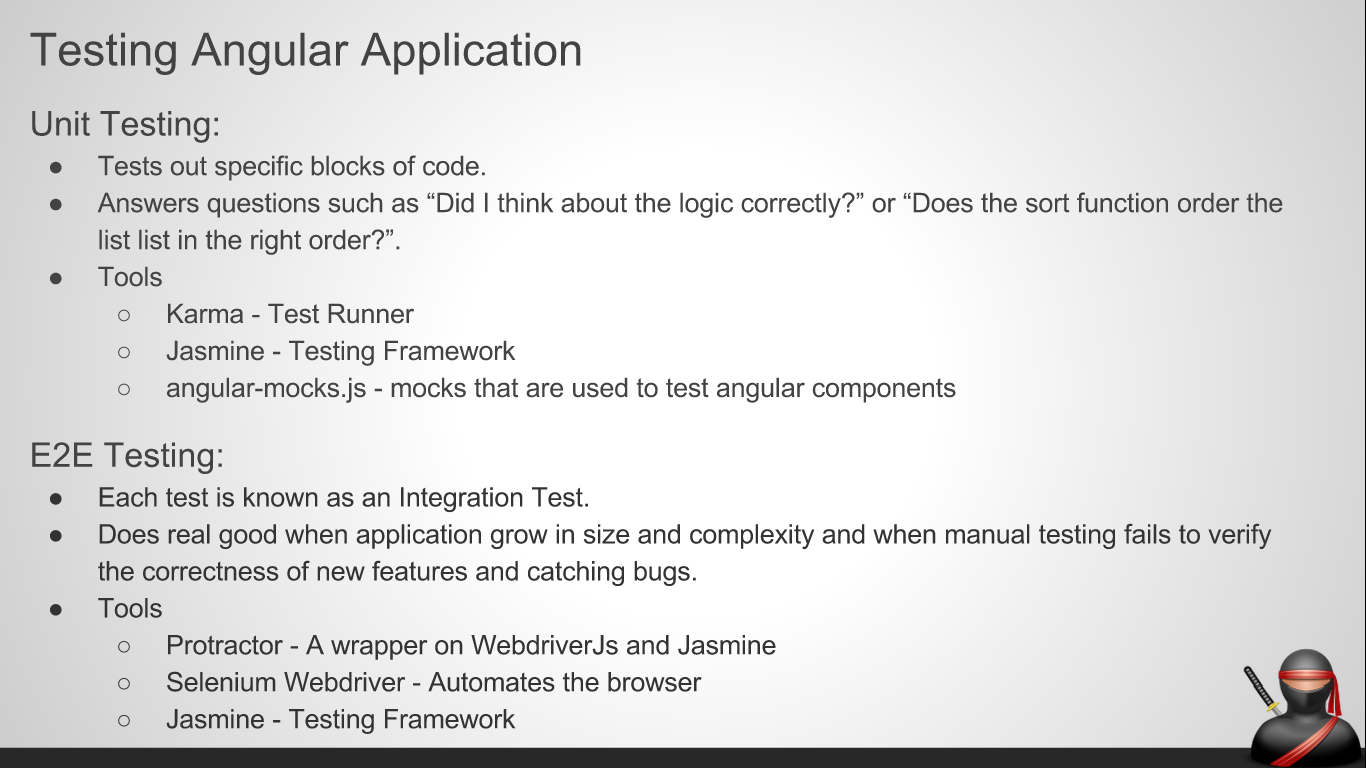 Testing Angular Application
Unit Testing:
● Tests out specific blocks of code.
● Answers questions such as “Did I think about the logic correctly?” or “Does the sort function order the
list list in the right order?”.
● Tools
○ Karma - Test Runner
○ Jasmine - Testing Framework
○ angular-mocks.js - mocks that are used to test angular components
E2E Testing:
● Each test is known as an Integration Test.
● Does real good when application grow in size and complexity and when manual testing fails to verify
the correctness of new features and catching bugs.
● Tools
○ Protractor - A wrapper on WebdriverJs and Jasmine
○ Selenium Webdriver - Automates the browser
○ Jasmine - Testing Framework